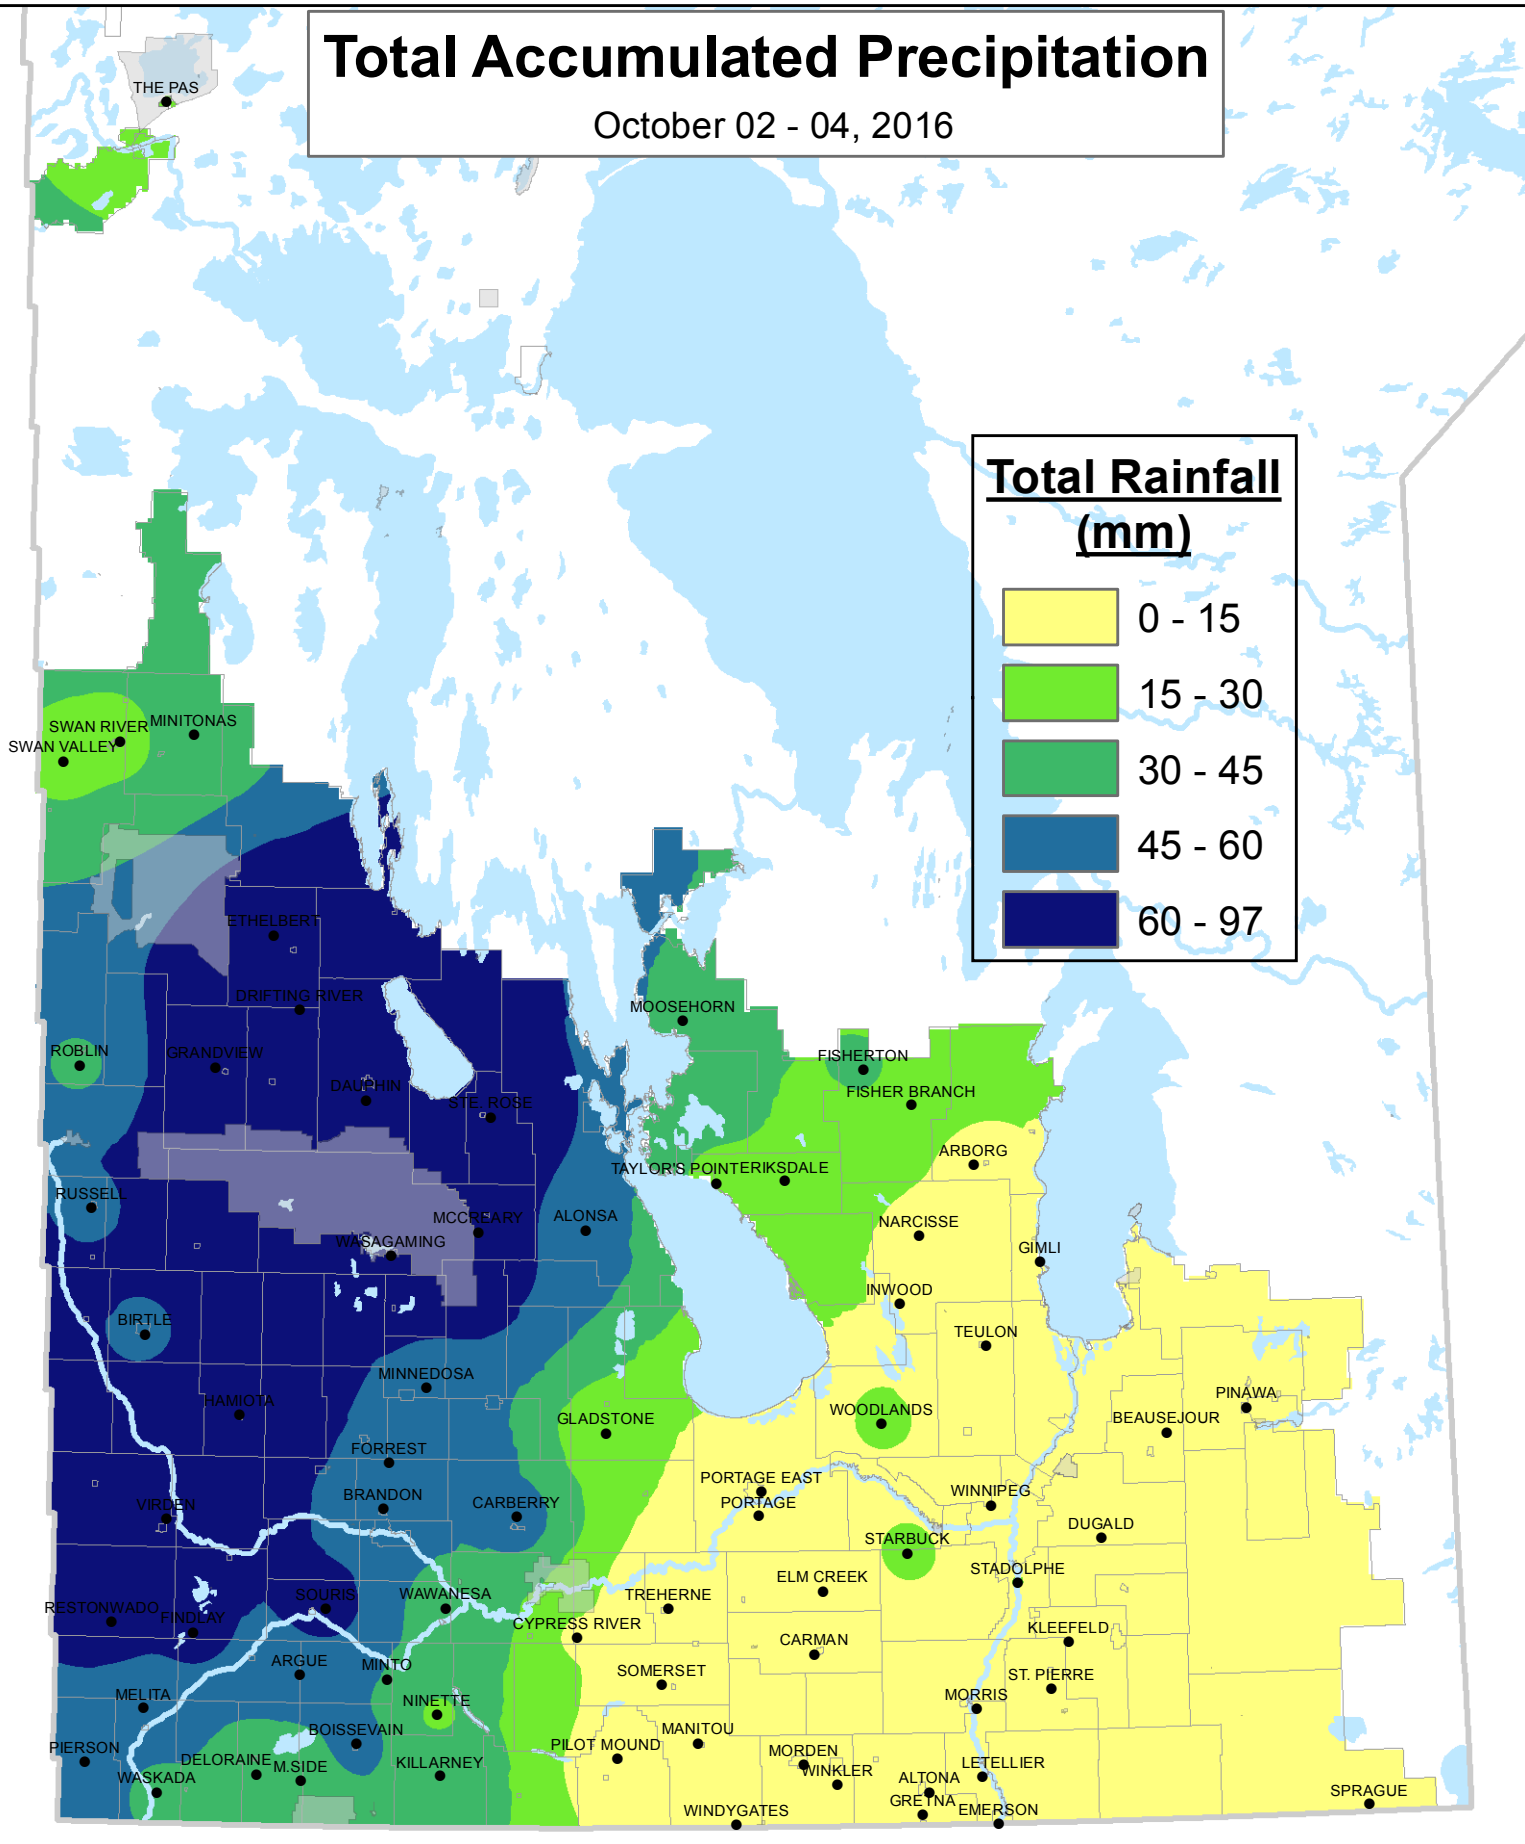 Total Accumulated Precipitation
October 02 - 04, 2016
THE PAS
Total Rainfall
(mm)
0 - 15
15 - 30
30 - 45
45 - 60
60 - 97
SWAN RIVER
MINITONAS
SWAN VALLEY
ETHELBERT
DRIFTING RIVER
MOOSEHORN
ROBLIN
GRANDVIEW
FISHERTON
DAUPHIN
STE. ROSE
FISHER BRANCH
ARBORG
TAYLOR'S POINT
ERIKSDALE
RUSSELL
MCCREARY
ALONSA
NARCISSE
WASAGAMING
GIMLI
INWOOD
BIRTLE
TEULON
MINNEDOSA
HAMIOTA
GLADSTONE
WOODLANDS
PINAWA
BEAUSEJOUR
FORREST
PORTAGE EAST
BRANDON
CARBERRY
PORTAGE
WINNIPEG
VIRDEN
DUGALD
STARBUCK
STADOLPHE
ELM CREEK
SOURIS
WAWANESA
TREHERNE
RESTONWADO
FINDLAY
CYPRESS RIVER
KLEEFELD
CARMAN
ARGUE
MINTO
SOMERSET
ST. PIERRE
MELITA
NINETTE
MORRIS
BOISSEVAIN
MANITOU
PIERSON
PILOT MOUND
DELORAINE
M.SIDE
KILLARNEY
MORDEN
LETELLIER
WASKADA
WINKLER
ALTONA
SPRAGUE
GRETNA
WINDYGATES
EMERSON